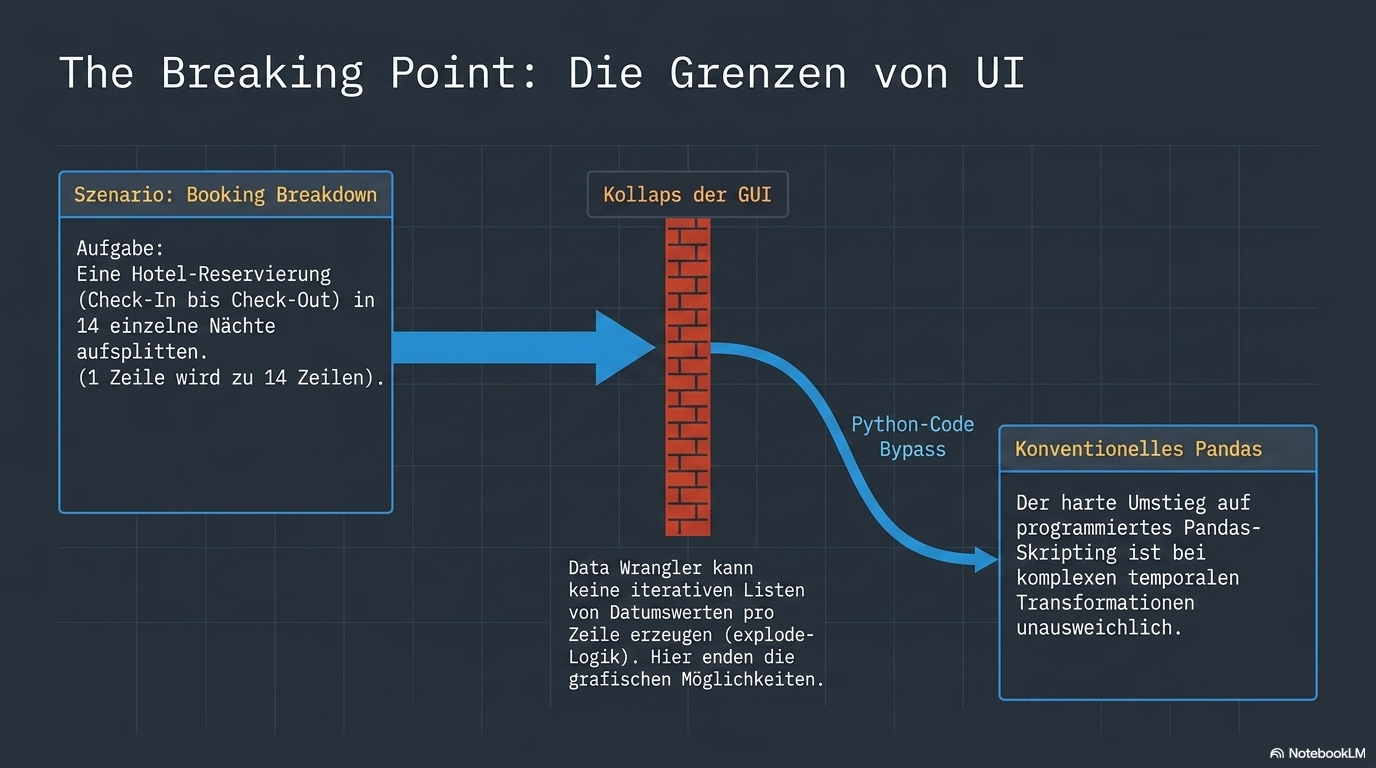 The Breaking Point: Die Grenzen von UI
Szenario: Booking Breakdown
Aufgabe:
Eine Hotel-Reservierung
(Check-In bis Check-Out) in
14 einzelne Nächte
aufsplitten.
(1 Zeile wird zu 14 Zeilen).
Kollaps der GUI
Data Wrangler kann
keine iterativen Listen
von Datumswerten pro
Zeile erzeugen (explode-
Logik). Hier enden die
grafischen Möglichkeiten.
Python-Code
Bypass
Konventionelles Pandas
Der harte Umstieg auf
programmiertes Pandas-
Skripting ist bei
komplexen temporalen
Transformationen
unausweichlich.
NotebookLM